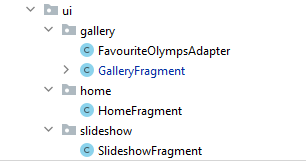 ui
gallery
C FavouriteOlympsAdapter
C GalleryFragment
home
C HomeFragment
slideshow
C SlideshowFragment